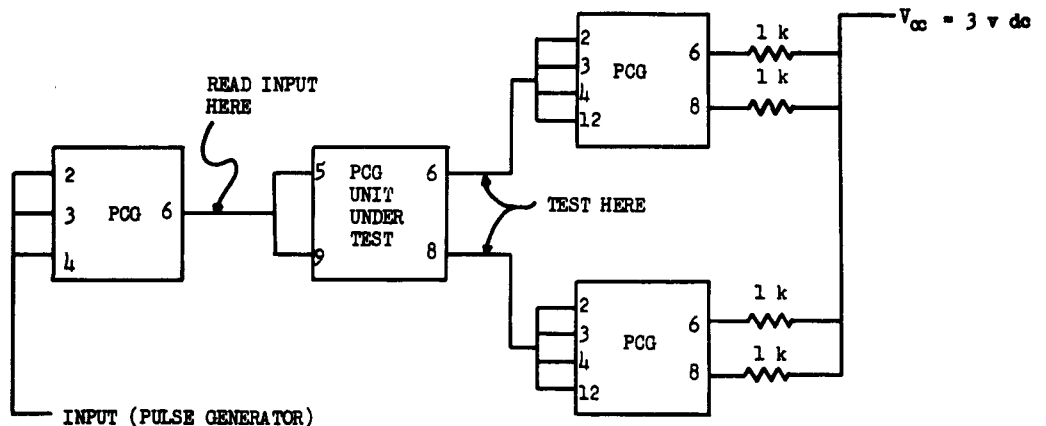 V_cc = 3 v dc
1 k
1 k
2
3
4
12
PCG
6
8
READ INPUT
HERE
2
3
4
PCG
6
5
9
PCG
UNIT
UNDER
TEST
6
8
TEST HERE
2
3
4
12
PCG
6
8
1 k
1 k
INPUT (PULSE GENERATOR)